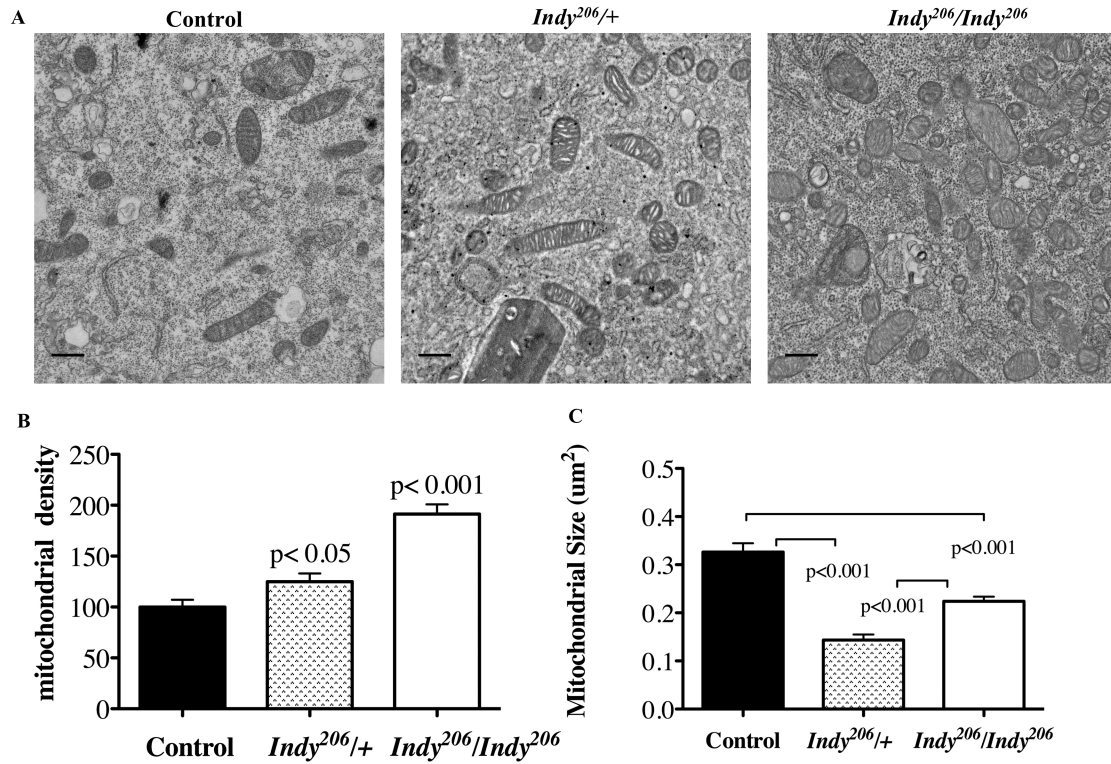 A
Control
Indy²⁰⁶/+
Indy²⁰⁶/Indy²⁰⁶
B
mitochondrial density
250
200
150
100
50
0
p< 0.05
p< 0.001
Control
Indy²⁰⁶/+
Indy²⁰⁶/Indy²⁰⁶
C
Mitochondrial Size (um²)
0.5
0.4
0.3
0.2
0.1
0.0
p<0.001
p<0.001
p<0.001
Control
Indy²⁰⁶/+
Indy²⁰⁶/Indy²⁰⁶